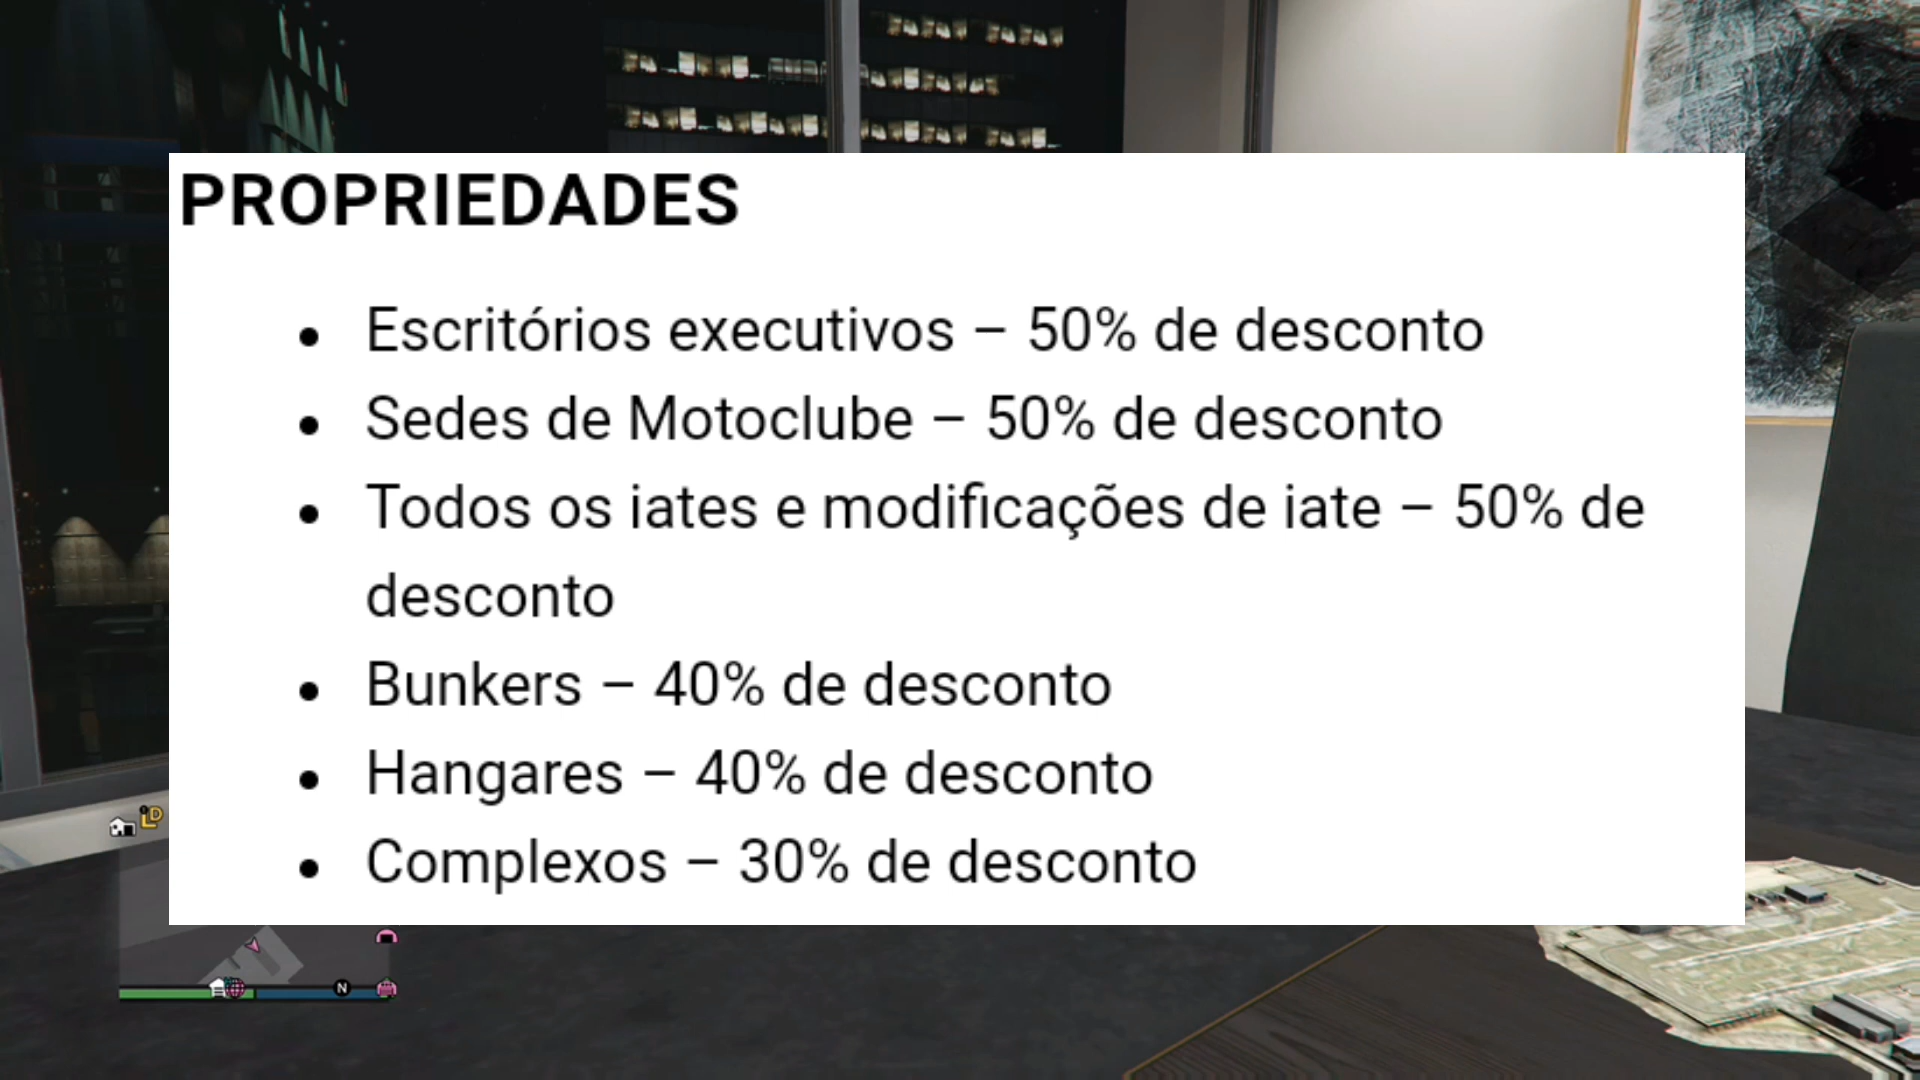 PROPRIEDADES
• Escritórios executivos – 50% de desconto
• Sedes de Motoclube – 50% de desconto
• Todos os iates e modificações de iate – 50% de
desconto
• Bunkers – 40% de desconto
• Hangares – 40% de desconto
• Complexos – 30% de desconto
N